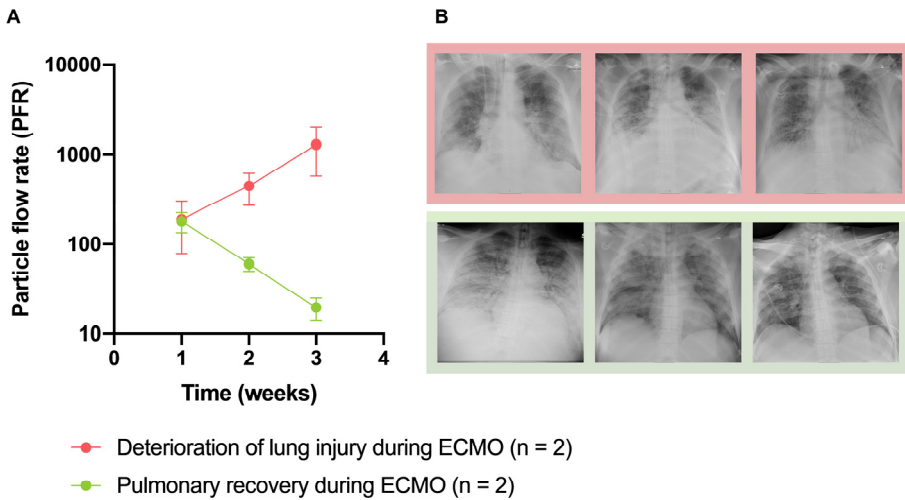 A
B
Particle flow rate (PFR)
10000
1000
100
10
0
1
2
3
4
Time (weeks)
Deterioration of lung injury during ECMO (n = 2)
Pulmonary recovery during ECMO (n = 2)